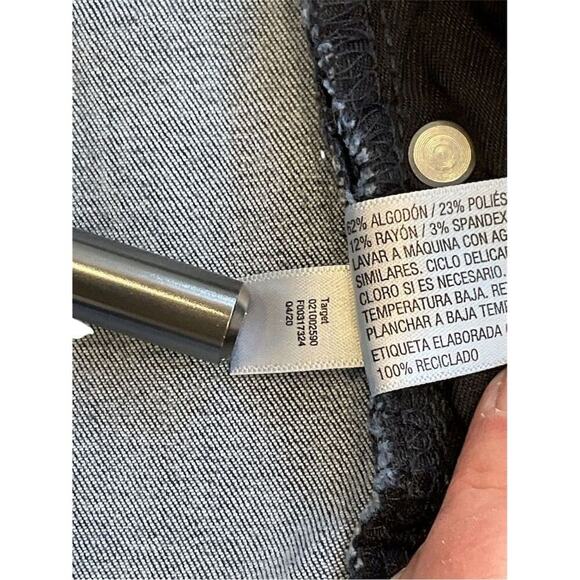 62% ALGODÓN / 23% POLIÉS
12% RAYÓN / 3% SPANDEX
LAVAR A MÁQUINA CON AG
SIMILARES. CICLO DELICA
CLORO SI ES NECESARIO.
TEMPERATURA BAJA. RE
PLANCHAR A BAJA TEMP
ETIQUETA ELABORADA
100% RECICLADO
Target
021002590
F00317324
Q4/20